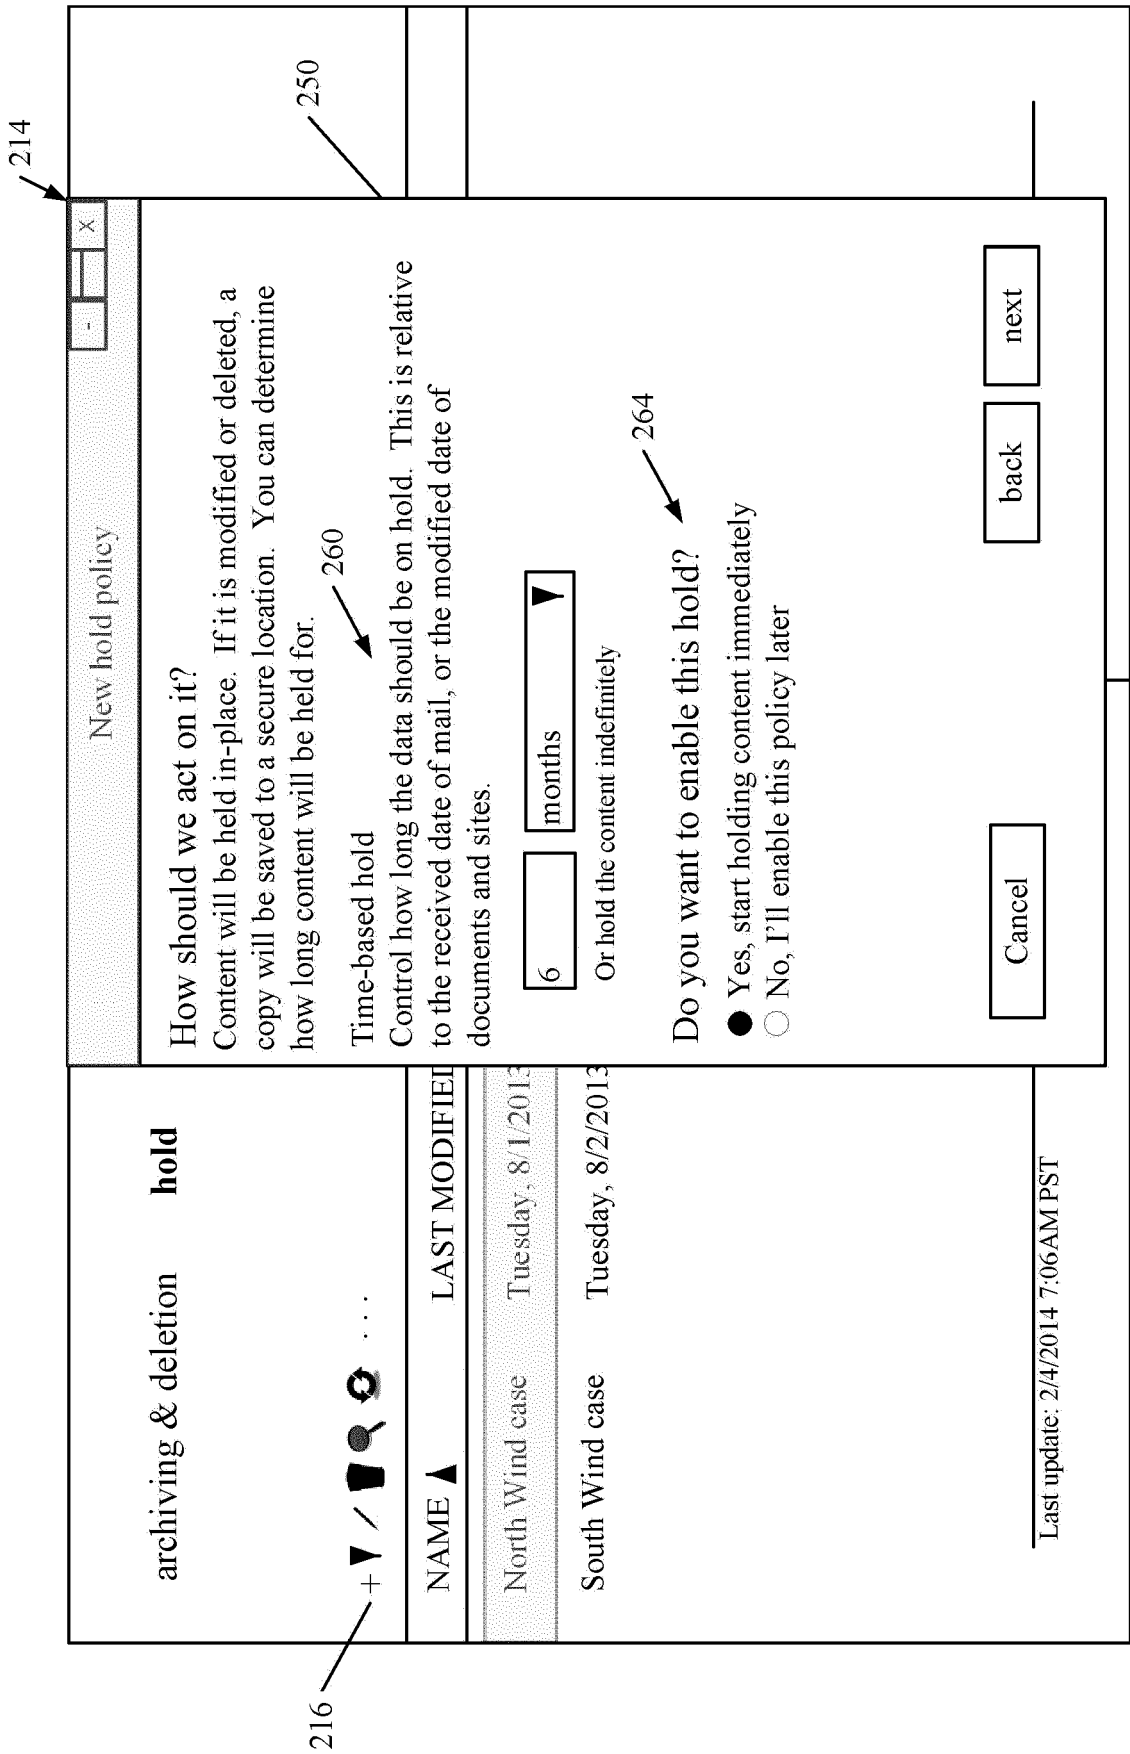 214
New hold policy
- x
250
archiving & deletion hold
How should we act on it?
Content will be held in-place. If it is modified or deleted, a
copy will be saved to a secure location. You can determine
how long content will be held for.
260
216
+ . . .
Time-based hold
Control how long the data should be on hold. This is relative
to the received date of mail, or the modified date of
documents and sites.
NAME LAST MODIFIED
North Wind case Tuesday, 8/1/2013
South Wind case Tuesday, 8/2/2013
6 months
Or hold the content indefinitely
264
Do you want to enable this hold?
Yes, start holding content immediately
No, I'll enable this policy later
Cancel back next
Last update: 2/4/2014 7:06AM PST